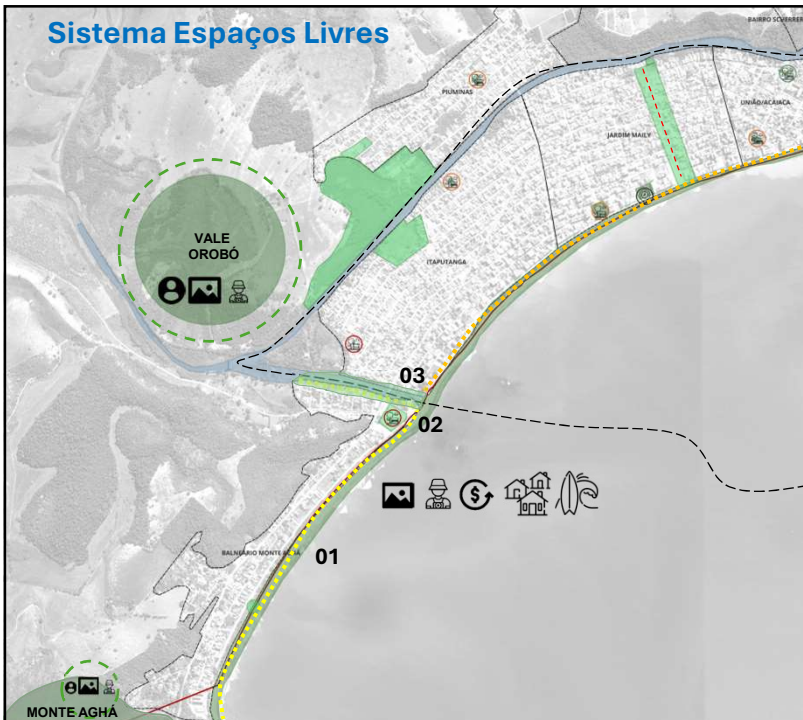 Sistema Espaços Livres
BAIRRO SCHERRER
PIUMINAS
UNIÃO/ACAIACA
JARDIM MAILY
VALE
OROBÓ
ITAPUTANGA
03
02
BALNEÁRIO MONTE AGHÁ
01
MONTE AGHÁ